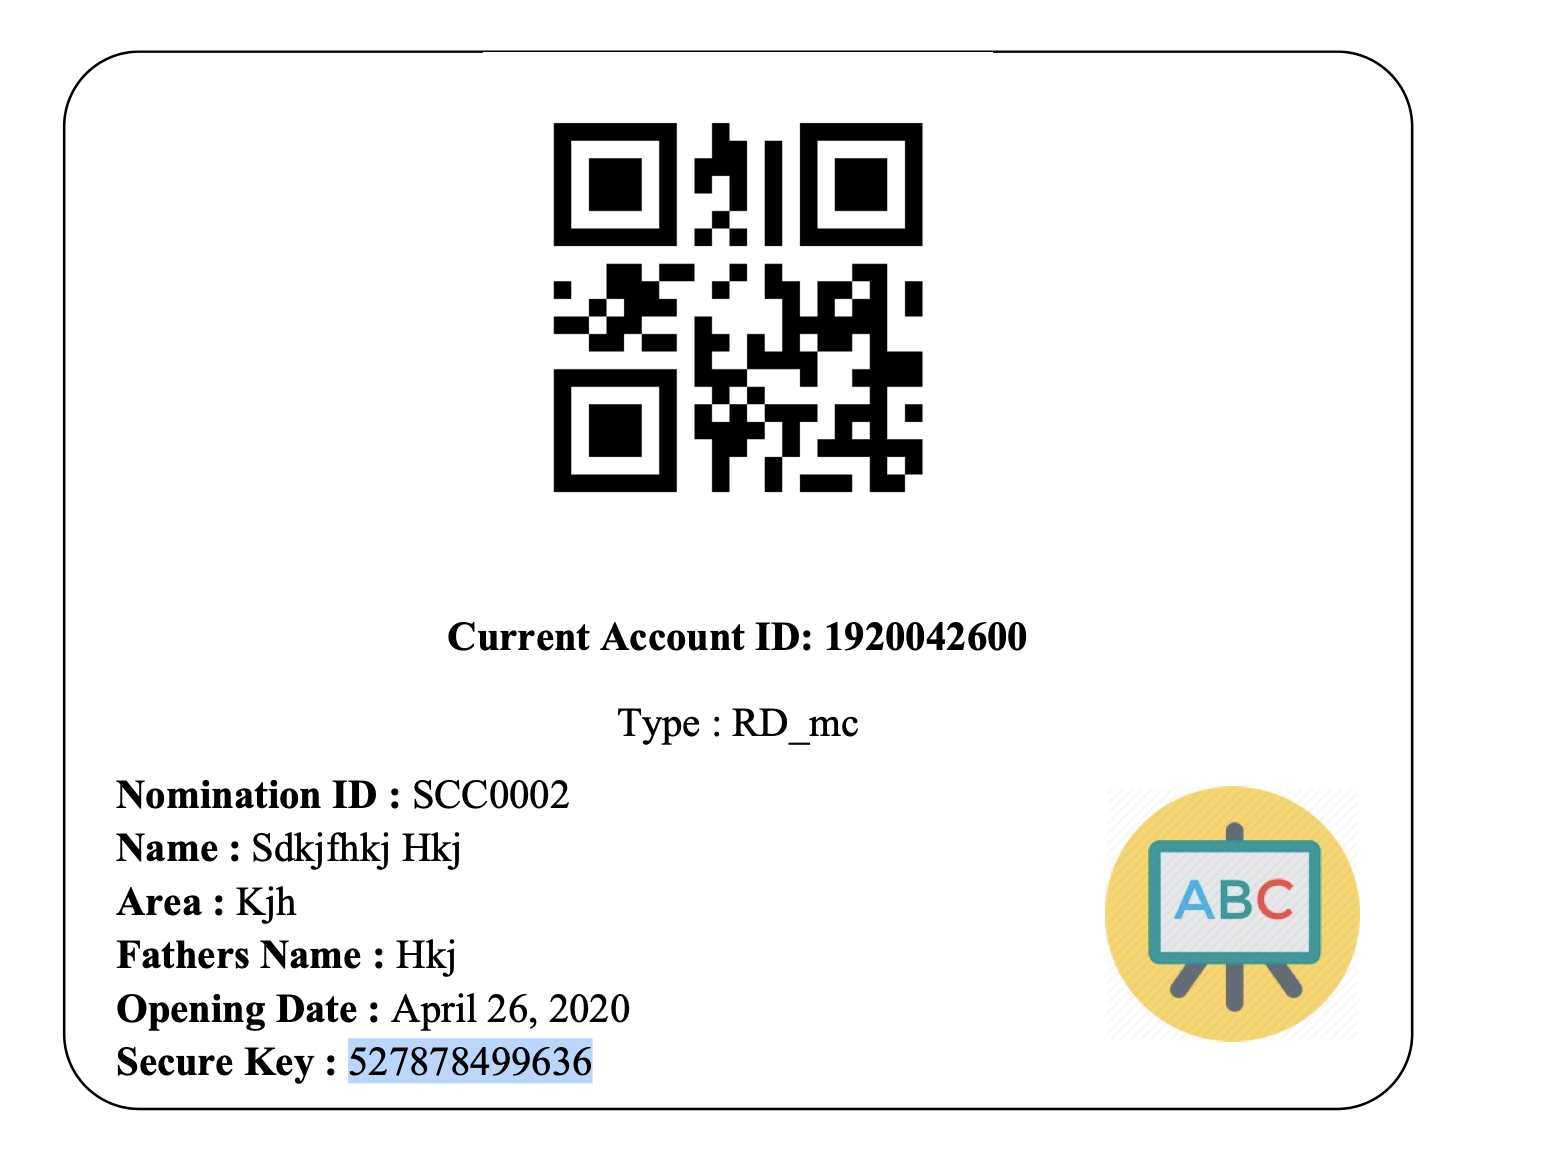 Current Account ID: 1920042600
Type : RD_mc
Nomination ID : SCC0002
Name : Sdkjfhkj Hkj
Area : Kjh
Fathers Name : Hkj
ABC
Opening Date : April 26, 2020
Secure Key : 527878499636